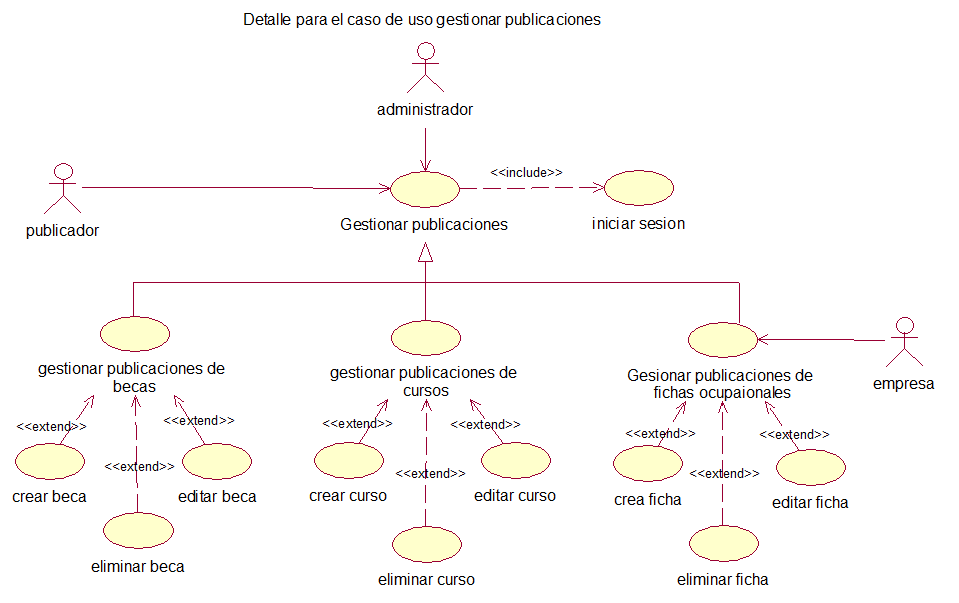 Detalle para el caso de uso gestionar publicaciones
administrador
<<include>>
publicador
Gestionar publicaciones
iniciar sesion
gestionar publicaciones de
becas
gestionar publicaciones de
cursos
Gesionar publicaciones de
fichas ocupaionales
empresa
<<extend>>
<<extend>>
<<extend>>
<<extend>>
<<extend>>
<<extend>>
<<extend>>
<<extend>>
<<extend>>
crear beca
editar beca
crear curso
editar curso
crea ficha
editar ficha
eliminar beca
eliminar curso
eliminar ficha